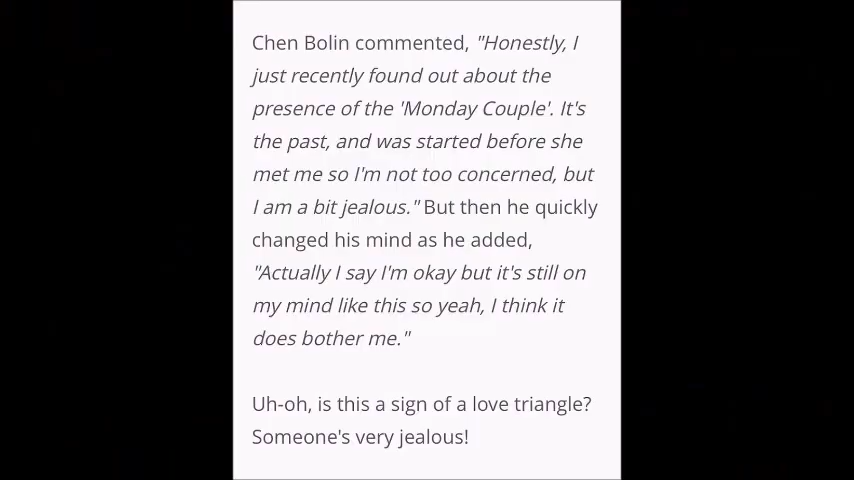 Chen Bolin commented, "Honestly, I
just recently found out about the
presence of the 'Monday Couple'. It's
the past, and was started before she
met me so I'm not too concerned, but
I am a bit jealous." But then he quickly
changed his mind as he added,
"Actually I say I'm okay but it's still on
my mind like this so yeah, I think it
does bother me."
Uh-oh, is this a sign of a love triangle?
Someone's very jealous!